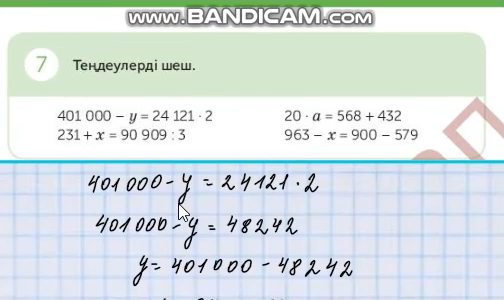 www.BANDICAM.com
7 Теңдеулерді шеш.
401 000 − y = 24 121 · 2
20 · a = 568 + 432
231 + x = 90 909 : 3
963 − x = 900 − 579
401000 - y = 24121 · 2
401000 - y = 48242
y = 401000 - 48242